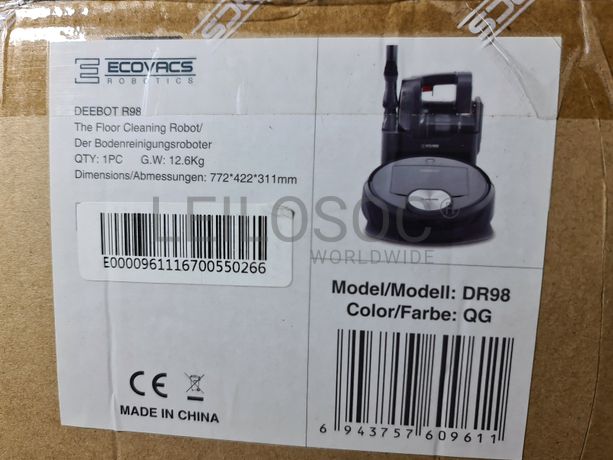 ECOVACS
ROBOTICS
DEEBOT R98
The Floor Cleaning Robot/
Der Bodenreinigungsroboter
QTY: 1PC G.W: 12.6Kg
Dimensions/Abmessungen: 772*422*311mm
E0000961116700550266
LEILOSOC
WORLDWIDE
Model/Modell: DR98
Color/Farbe: QG
CE
MADE IN CHINA
6 943757 609611